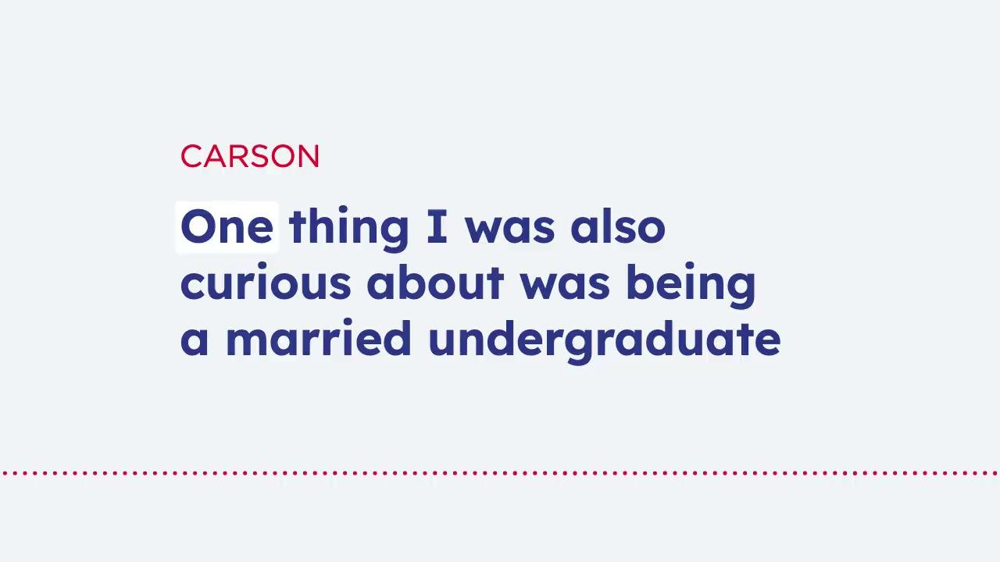 CARSON
One thing I was also
curious about was being
a married undergraduate